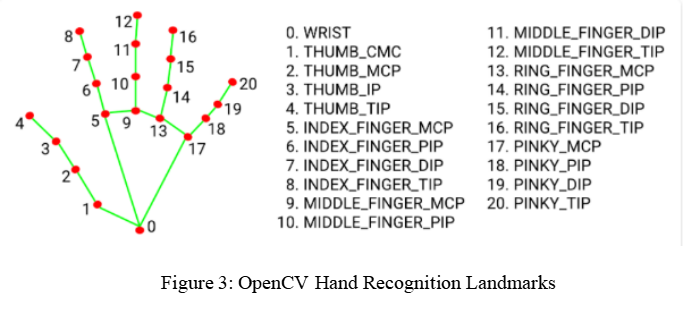 12
8
16
11
7
15
10
6
14
20
4
5
9
13
19
18
3
17
2
1
0
0. WRIST
1. THUMB_CMC
2. THUMB_MCP
3. THUMB_IP
4. THUMB_TIP
5. INDEX_FINGER_MCP
6. INDEX_FINGER_PIP
7. INDEX_FINGER_DIP
8. INDEX_FINGER_TIP
9. MIDDLE_FINGER_MCP
10. MIDDLE_FINGER_PIP
11. MIDDLE_FINGER_DIP
12. MIDDLE_FINGER_TIP
13. RING_FINGER_MCP
14. RING_FINGER_PIP
15. RING_FINGER_DIP
16. RING_FINGER_TIP
17. PINKY_MCP
18. PINKY_PIP
19. PINKY_DIP
20. PINKY_TIP
Figure 3: OpenCV Hand Recognition Landmarks